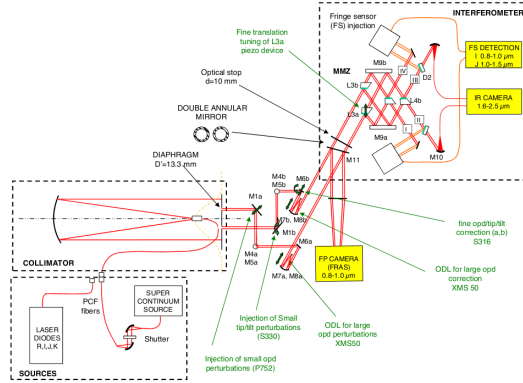 INTERFEROMETER
Fringe sensor
(FS) injection
Fine translation
tuning of L3a
piezo device
FS DETECTION
I 0.8-1.0 µm
J 1.0-1.5 µm
IR CAMERA
1.6-2.5 µm
MMZ
M9b
IV
III
D2
L3b
L4b
L3a
M9a
I
II
M10
Optical stop
d=10 mm
DOUBLE ANNULAR
MIRROR
M11
DIAPHRAGM
D'=13.3 mm
M4b
M5b
M6b
M1a
M7b, M8b
M1b
M4a
M5a
M6a
M7a, M8a
COLLIMATOR
fine opd/tip/tilt
correction (a,b)
S316
ODL for large
opd correction
XMS 50
FP CAMERA
(FRAS)
0.8-1.0 µm
PCF
fibers
SUPER
CONTINUUM
SOURCE
LASER
DIODES
R,I,J,K
Shutter
SOURCES
Injection of Small
tip/tilt perturbations
(S330)
Injection of small opd
perturbations (P752)
ODL for large
opd perturbations
XMS50